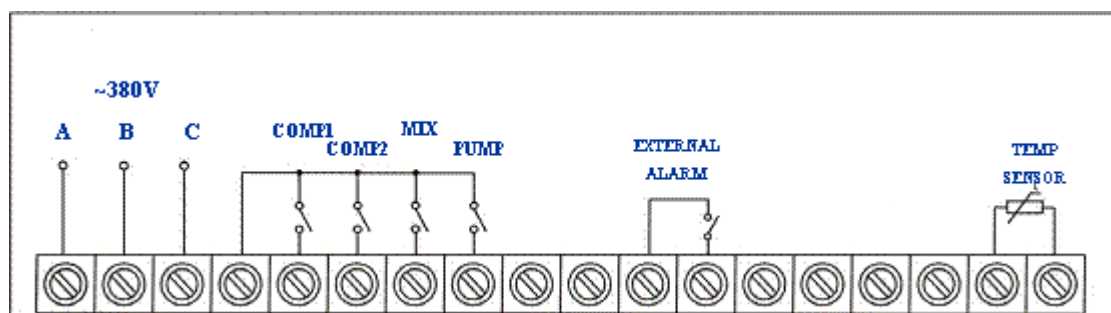 ~380V
A B C
COMP1
COMP2
MIX
PUMP
EXTERNAL
ALARM
TEMP
SENSOR